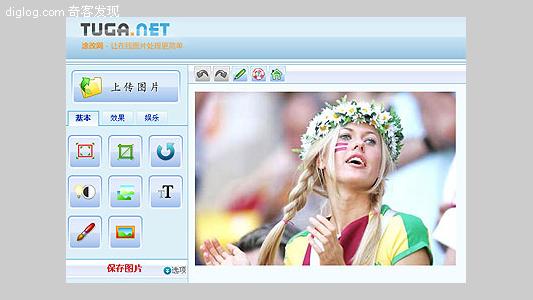 diglog.com 奇客发现
TUGA.NET
涂改网 - 让在线图片处理更简单
上传图片
基本 效果 娱乐
T
T
保存图片
选项